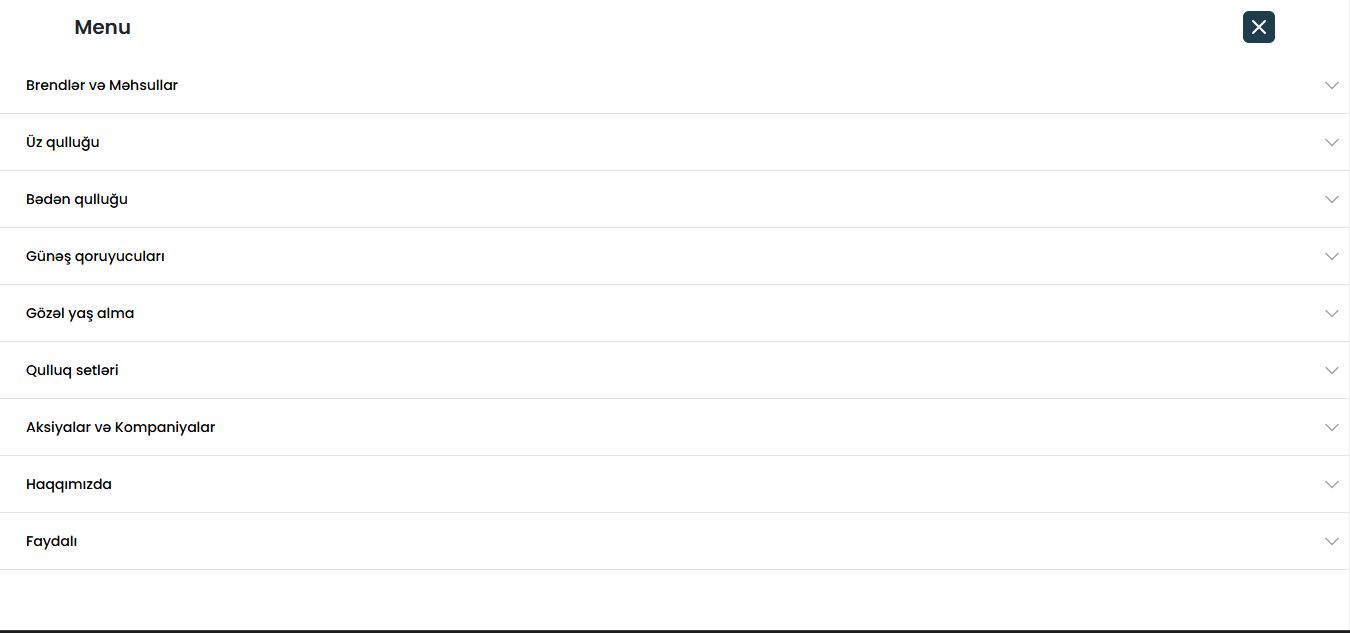 Menu
Brendlər və Məhsullar
Üz qulluğu
Bədən qulluğu
Günəş qoruyucuları
Gözəl yaş alma
Qulluq setləri
Aksiyalar və Kompaniyalar
Haqqımızda
Faydalı